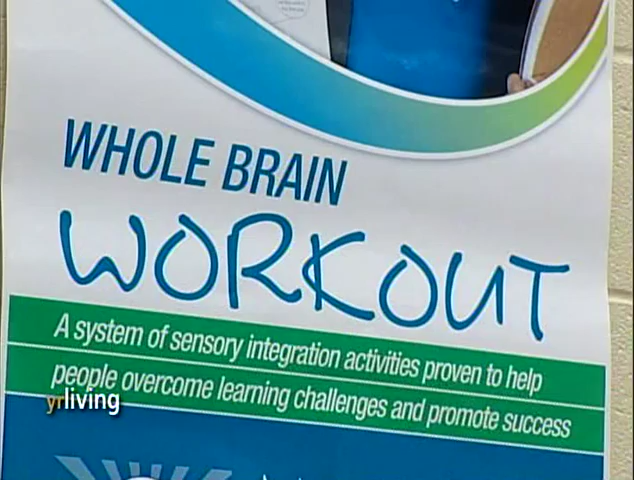 WHOLE BRAIN
WORKOUT
A system of sensory integration activities proven to help
people overcome learning challenges and promote success
yrliving